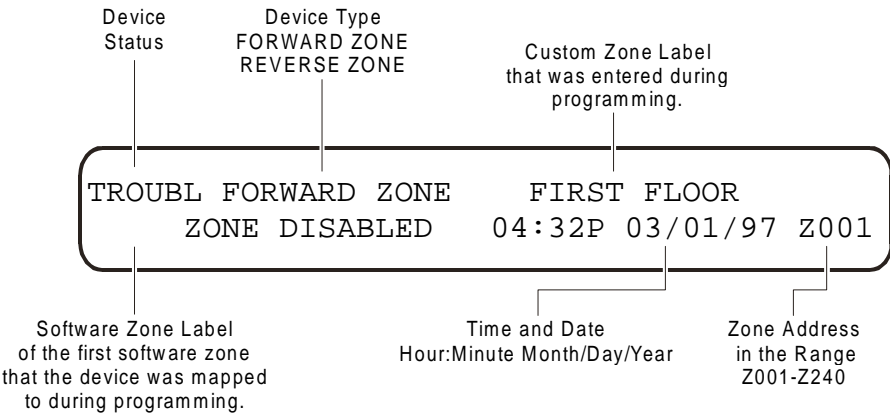 Device
Status
Device Type
FORWARD ZONE
REVERSE ZONE
Custom Zone Label
that was entered during
programming.
TROUBL FORWARD ZONE FIRST FLOOR
ZONE DISABLED 04:32P 03/01/97 Z001
Software Zone Label
of the first software zone
that the device was mapped
to during programming.
Time and Date
Hour:Minute Month/Day/Year
Zone Address
in the Range
Z001-Z240